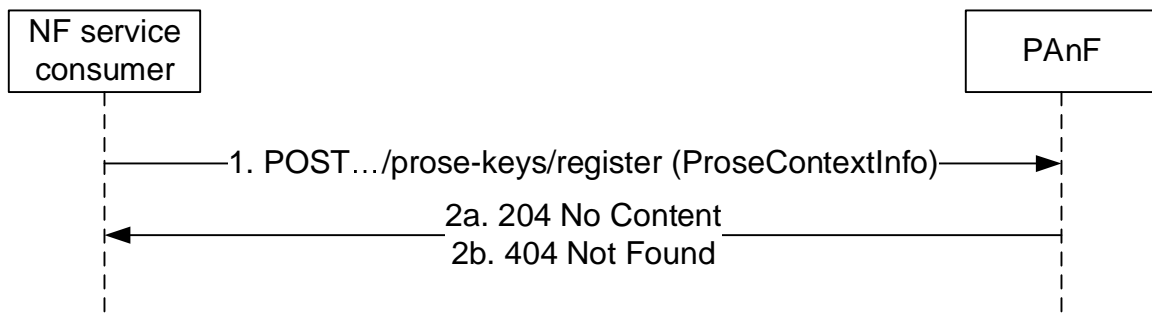 NF service
consumer
PAnF
1. POST…/prose-keys/register (ProseContextInfo)
2a. 204 No Content
2b. 404 Not Found